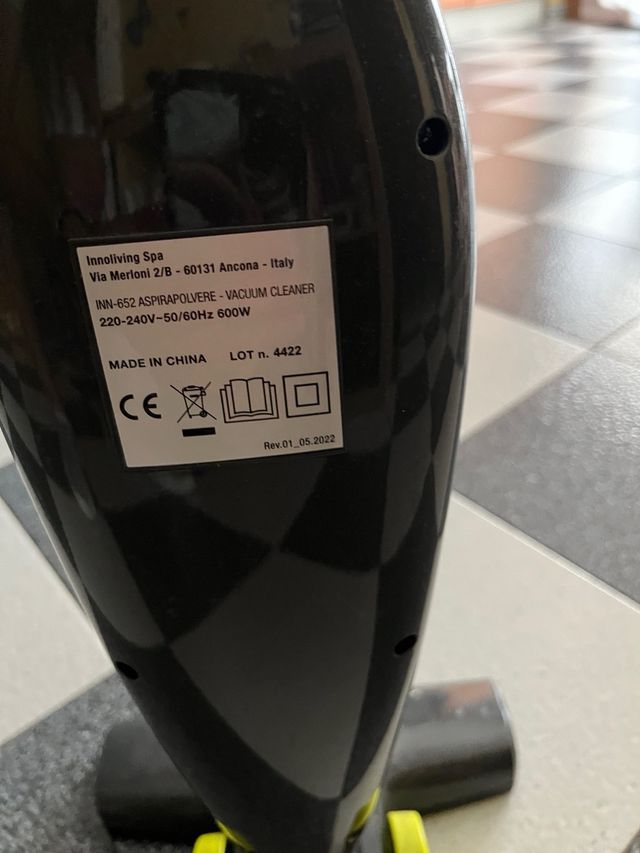 Innoliving Spa
Via Merloni 2/B - 60131 Ancona - Italy
INN-652 ASPIRAPOLVERE - VACUUM CLEANER
220-240V~50/60Hz 600W
MADE IN CHINA LOT n. 4422
CE
Rev.01_05.2022